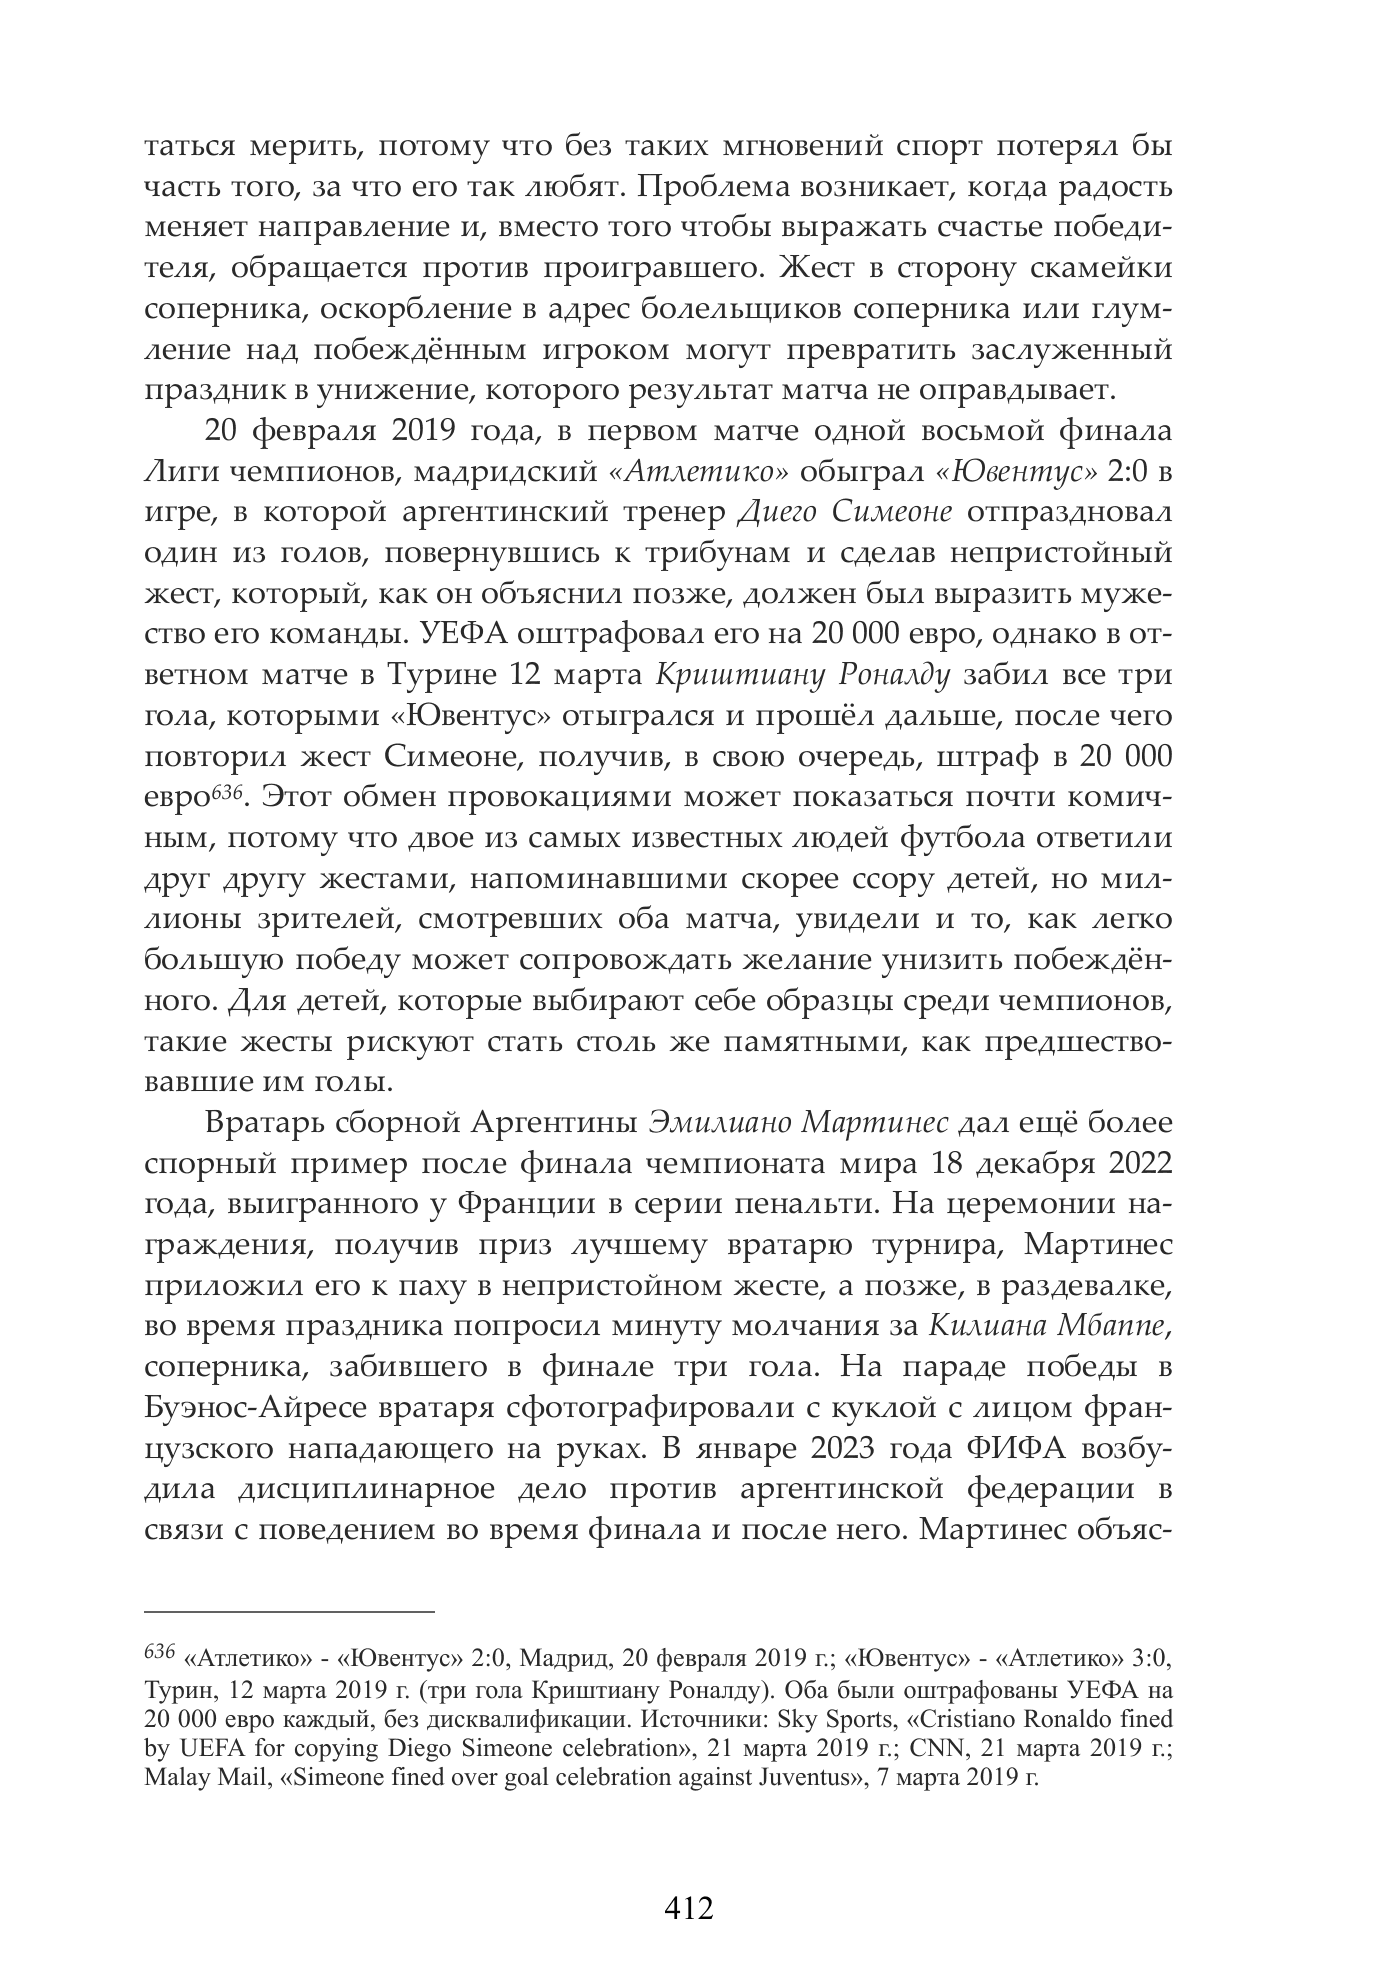 таться мерить, потому что без таких мгновений спорт потерял бы
часть того, за что его так любят. Проблема возникает, когда радость
меняет направление и, вместо того чтобы выражать счастье победи-
теля, обращается против проигравшего. Жест в сторону скамейки
соперника, оскорбление в адрес болельщиков соперника или глум-
ление над побеждённым игроком могут превратить заслуженный
праздник в унижение, которого результат матча не оправдывает.
20 февраля 2019 года, в первом матче одной восьмой финала
Лиги чемпионов, мадридский «Атлетико» обыграл «Ювентус» 2:0 в
игре, в которой аргентинский тренер Диего Симеоне отпраздновал
один из голов, повернувшись к трибунам и сделав непристойный
жест, который, как он объяснил позже, должен был выразить муже-
ство его команды. УЕФА оштрафовал его на 20 000 евро, однако в от-
ветном матче в Турине 12 марта Криштиану Роналду забил все три
гола, которыми «Ювентус» отыгрался и прошёл дальше, после чего
повторил жест Симеоне, получив, в свою очередь, штраф в 20 000
евро636. Этот обмен провокациями может показаться почти комич-
ным, потому что двое из самых известных людей футбола ответили
друг другу жестами, напоминавшими скорее ссору детей, но мил-
лионы зрителей, смотревших оба матча, увидели и то, как легко
большую победу может сопровождать желание унизить побеждён-
ного. Для детей, которые выбирают себе образцы среди чемпионов,
такие жесты рискуют стать столь же памятными, как предшество-
вавшие им голы.
Вратарь сборной Аргентины Эмилиано Мартинес дал ещё более
спорный пример после финала чемпионата мира 18 декабря 2022
года, выигранного у Франции в серии пенальти. На церемонии на-
граждения, получив приз лучшему вратарю турнира, Мартинес
приложил его к паху в непристойном жесте, а позже, в раздевалке,
во время праздника попросил минуту молчания за Килиана Мбаппе,
соперника, забившего в финале три гола. На параде победы в
Буэнос-Айресе вратаря сфотографировали с куклой с лицом фран-
цузского нападающего на руках. В январе 2023 года ФИФА возбу-
дила дисциплинарное дело против аргентинской федерации в
связи с поведением во время финала и после него. Мартинес объяс-
636 «Атлетико» - «Ювентус» 2:0, Мадрид, 20 февраля 2019 г.; «Ювентус» - «Атлетико» 3:0,
Турин, 12 марта 2019 г. (три гола Криштиану Роналду). Оба были оштрафованы УЕФА на
20 000 евро каждый, без дисквалификации. Источники: Sky Sports, «Cristiano Ronaldo fined
by UEFA for copying Diego Simeone celebration», 21 марта 2019 г.; CNN, 21 марта 2019 г.;
Malay Mail, «Simeone fined over goal celebration against Juventus», 7 марта 2019 г.
412